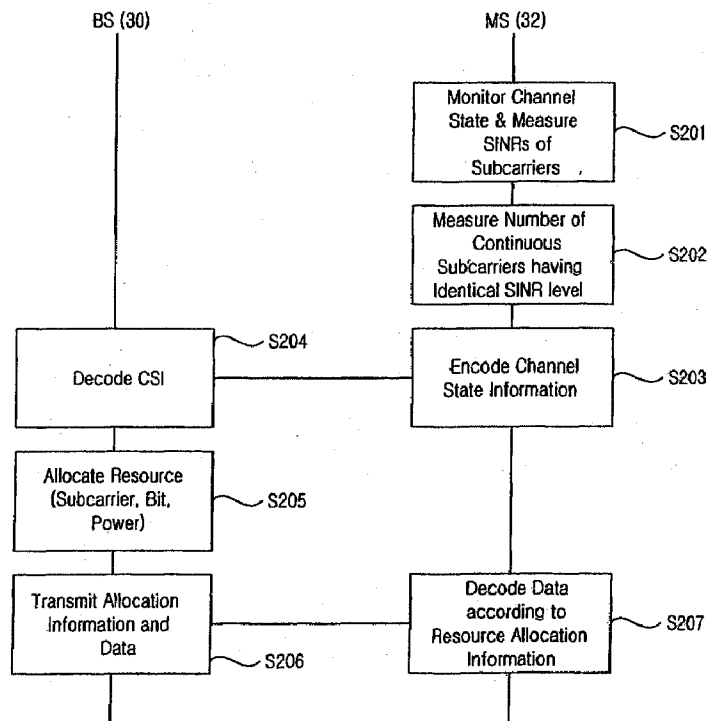 BS (30)
MS (32)
Monitor Channel
State & Measure
SINRs of
Subcarriers
S201
Measure Number of
Continuous
Subcarriers having
Identical SINR level
S202
S204
Decode CSI
Encode Channel
State Information
S203
Allocate Resource
(Subcarrier, Bit,
Power)
S205
Transmit Allocation
Information and
Data
S206
Decode Data
according to
Resource Allocation
Information
S207